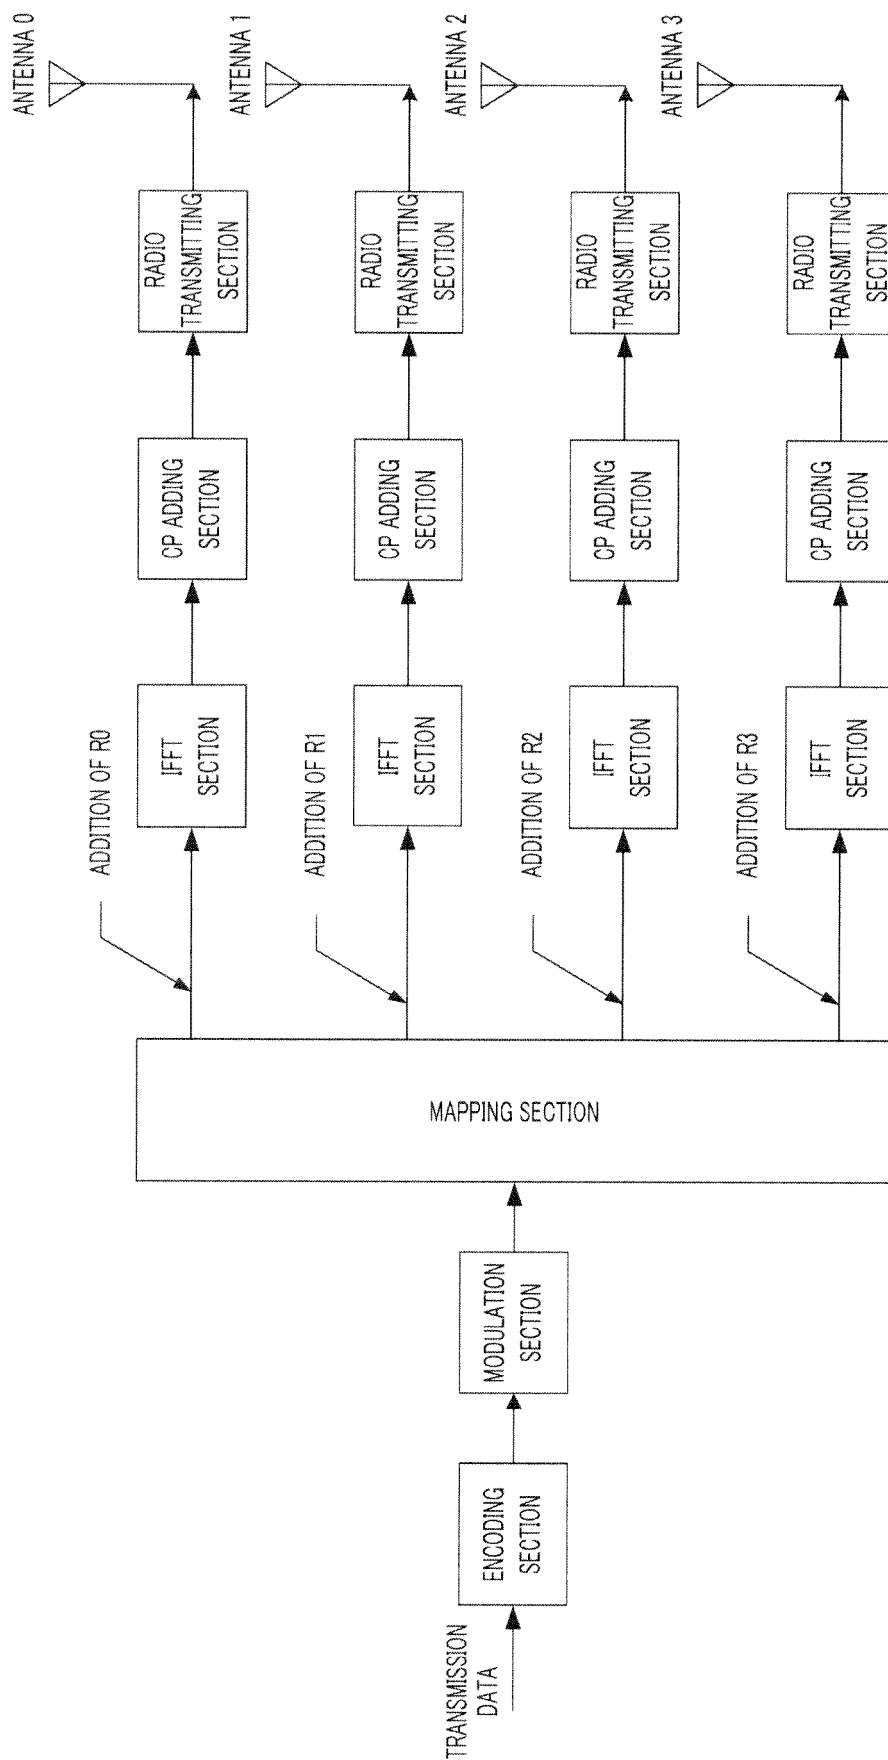 TRANSMISSION
DATA
ENCODING
SECTION
MODULATION
SECTION
MAPPING SECTION
ADDITION OF R0
IFFT
SECTION
CP ADDING
SECTION
RADIO
TRANSMITTING
SECTION
ANTENNA 0
ADDITION OF R1
IFFT
SECTION
CP ADDING
SECTION
RADIO
TRANSMITTING
SECTION
ANTENNA 1
ADDITION OF R2
IFFT
SECTION
CP ADDING
SECTION
RADIO
TRANSMITTING
SECTION
ANTENNA 2
ADDITION OF R3
IFFT
SECTION
CP ADDING
SECTION
RADIO
TRANSMITTING
SECTION
ANTENNA 3